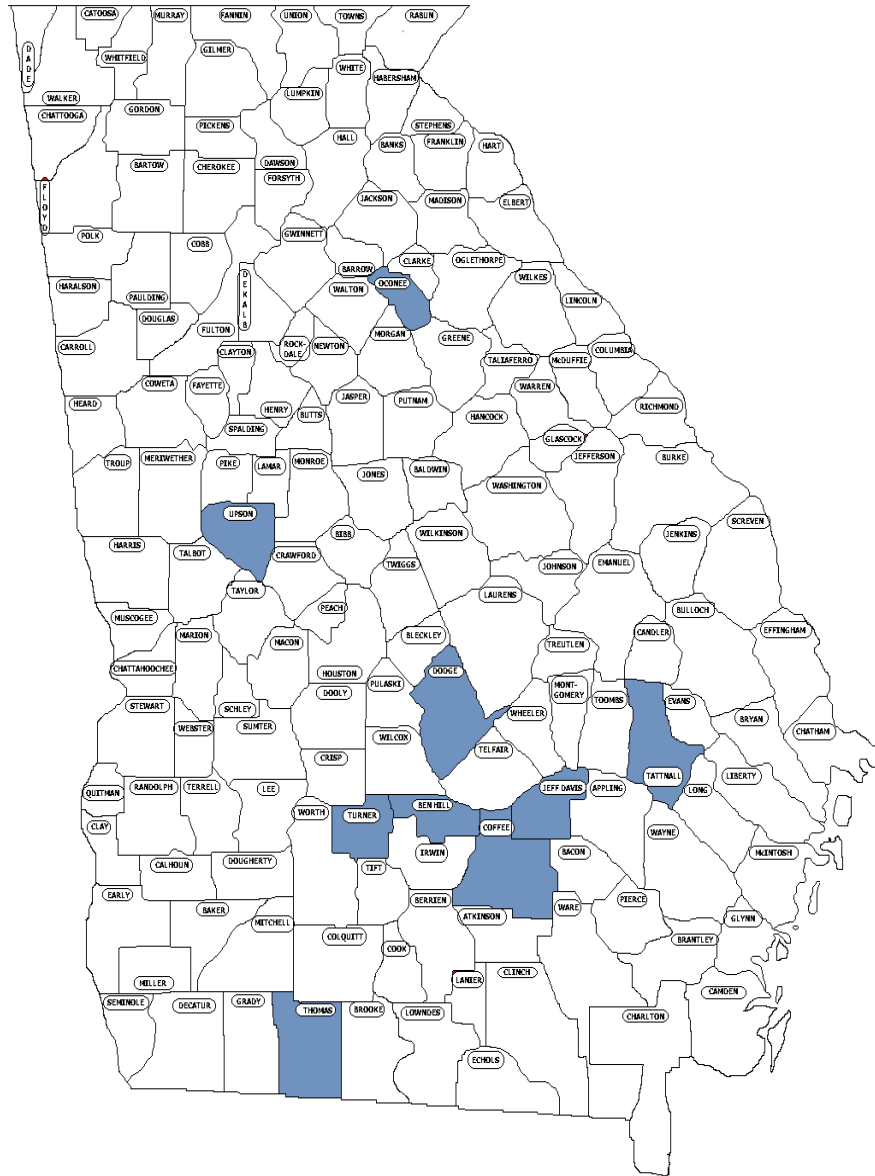 CATOOSA
MURRAY
FANNIN
UNION
TOWNS
RABUN
DADE
WHITFIELD
GILMER
WHITE
HABERSHAM
WALKER
LUMPKIN
CHATTOOGA
GORDON
PICKENS
STEPHENS
HALL
BANKS
FRANKLIN
HART
BARTOW
CHEROKEE
DAWSON
FORSYTH
FLOYD
JACKSON
MADISON
ELBERT
POLK
COBB
GWINNETT
CLARKE
OGLETHORPE
BARROW
OCONEE
WILKES
HARALSON
PAULDING
DEKALB
WALTON
LINCOLN
DOUGLAS
FULTON
MORGAN
GREENE
CARROLL
CLAYTON
ROCK-
DALE
NEWTON
TALIAFERRO
McDUFFIE
COLUMBIA
COWETA
FAYETTE
WARREN
HEARD
HENRY
BUTTS
JASPER
PUTNAM
HANCOCK
RICHMOND
SPALDING
GLASCOCK
TROUP
MERIWETHER
PIKE
LAMAR
MONROE
JONES
BALDWIN
JEFFERSON
BURKE
WASHINGTON
UPSON
SCREVEN
HARRIS
TALBOT
CRAWFORD
BIBB
WILKINSON
JENKINS
TWIGGS
JOHNSON
EMANUEL
TAYLOR
LAURENS
PEACH
MUSCOGEE
BULLOCH
MARION
MACON
BLECKLEY
TREUTLEN
CANDLER
EFFINGHAM
CHATTAHOOCHEE
HOUSTON
DODGE
DOOLY
PULASKI
MONT-
GOMERY
TOOMBS
EVANS
STEWART
SCHLEY
WEBSTER
SUMTER
WHEELER
BRYAN
CHATHAM
WILCOX
TELFAIR
CRISP
TATTNALL
LIBERTY
QUITMAN
RANDOLPH
TERRELL
LEE
JEFF DAVIS
APPLING
LONG
WORTH
TURNER
BEN HILL
CLAY
COFFEE
WAYNE
CALHOUN
DOUGHERTY
TIFT
IRWIN
BACON
McINTOSH
EARLY
BAKER
BERRIEN
WARE
PIERCE
MITCHELL
ATKINSON
GLYNN
COLQUITT
COOK
BRANTLEY
MILLER
LANIER
CLINCH
SEMINOLE
DECATUR
GRADY
THOMAS
BROOKE
LOWNDES
CHARLTON
CAMDEN
ECHOLS